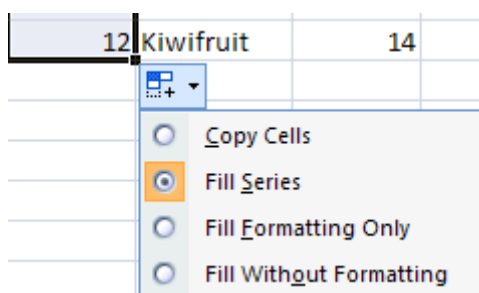 12 Kiwifruit 14
Copy Cells
Fill Series
Fill Formatting Only
Fill Without Formatting